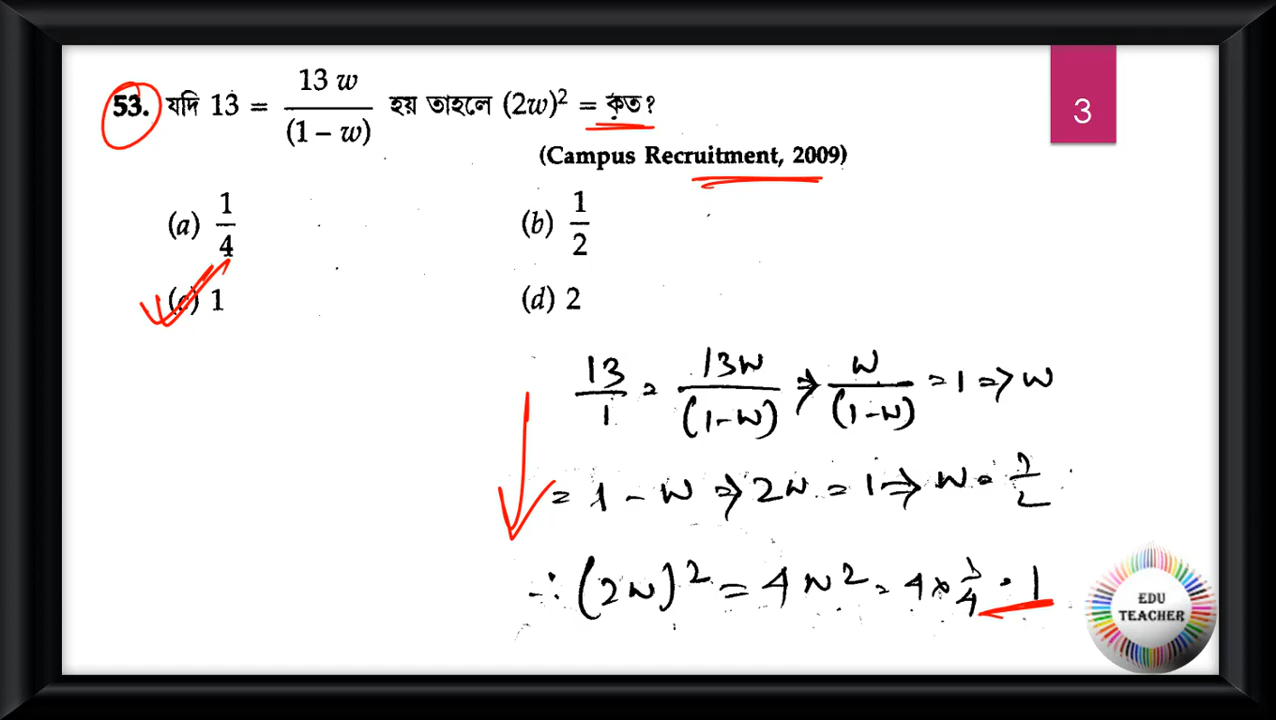 3
53. যদি 13 = 13 w / (1 – w) হয় তাহলে (2w)² = কৃত?
(Campus Recruitment, 2009)
(a) 1/4 (b) 1/2
(c) 1 (d) 2
13/1 = 13w/(1-w) ⇒ w/(1-w) = 1 ⇒ w
= 1 - w ⇒ 2w = 1 ⇒ w = 1/2
∴ (2w)² = 4w² = 4 × 1/4 = 1
EDU
TEACHER